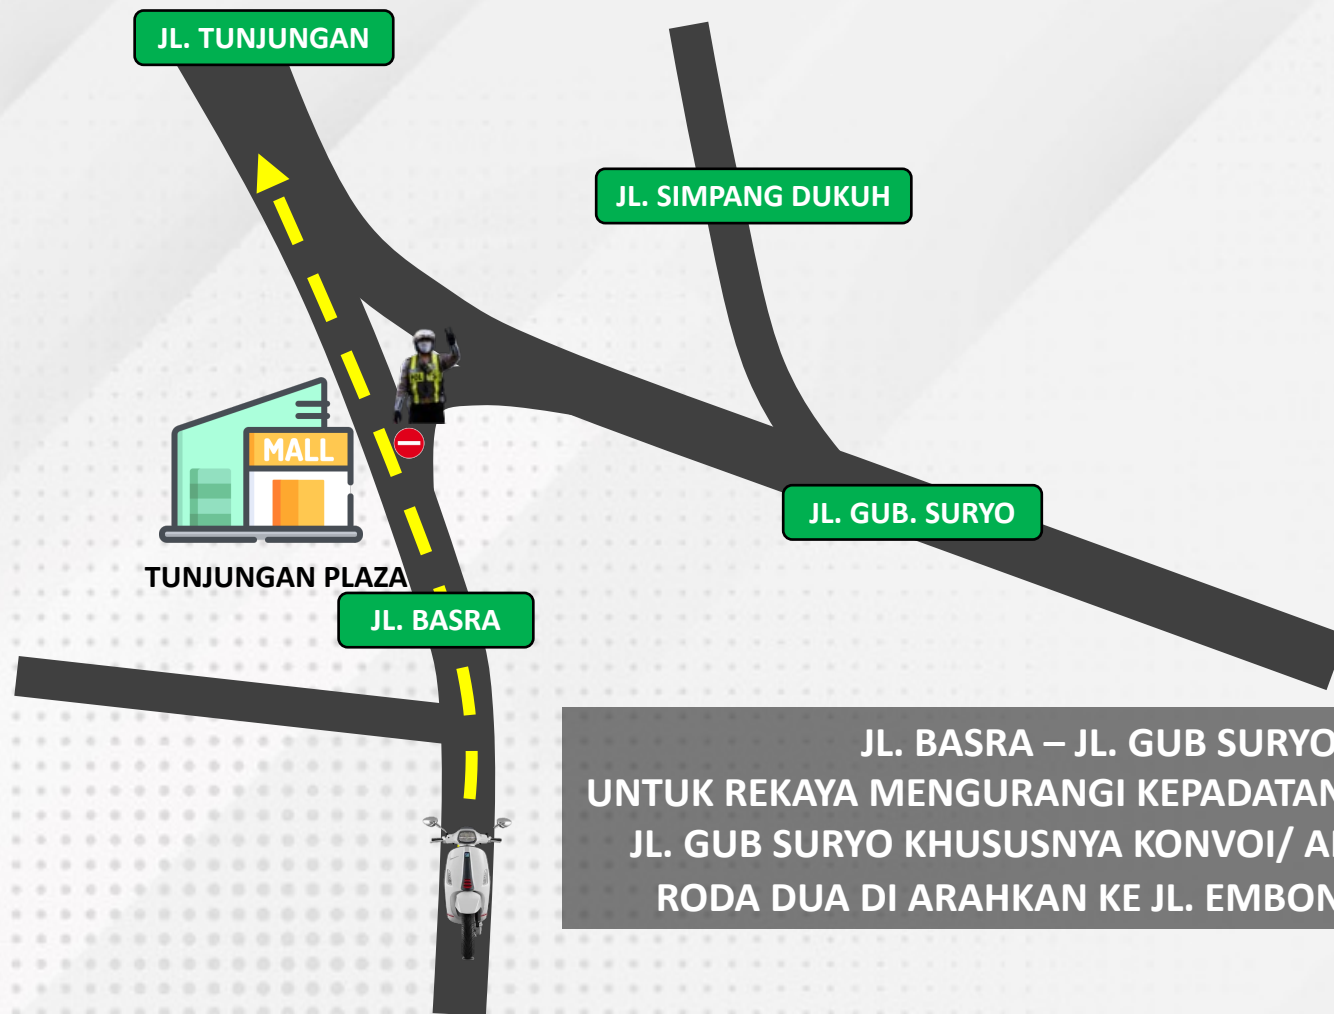 JL. TUNJUNGAN
JL. SIMPANG DUKUH
MALL
JL. GUB. SURYO
TUNJUNGAN PLAZA
JL. BASRA
JL. BASRA – JL. GUB SURYO
UNTUK REKAYA MENGURANGI KEPADATAN
JL. GUB SURYO KHUSUSNYA KONVOI/
RODA DUA DI ARAHKAN KE JL. EMBON